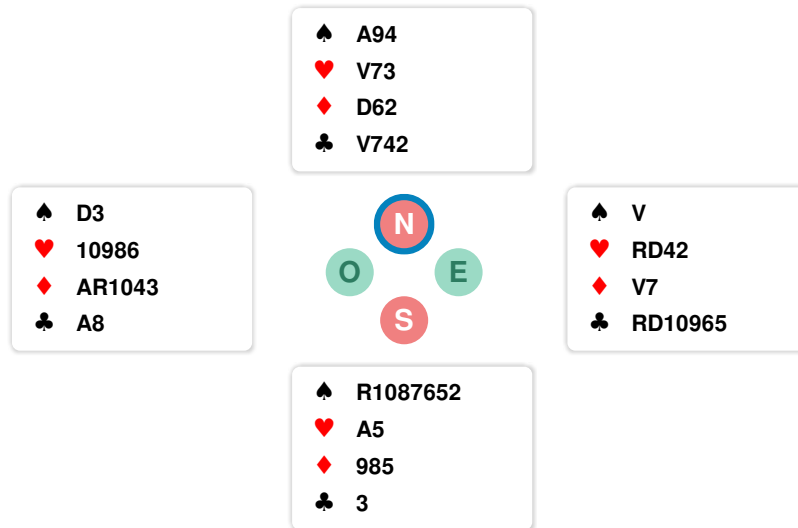 ♠ A94
♥ V73
♦ D62
♣ V742
♠ D3
♥ 10986
♦ AR1043
♣ A8
N
O E
S
♠ V
♥ RD42
♦ V7
♣ RD10965
♠ R1087652
♥ A5
♦ 985
♣ 3